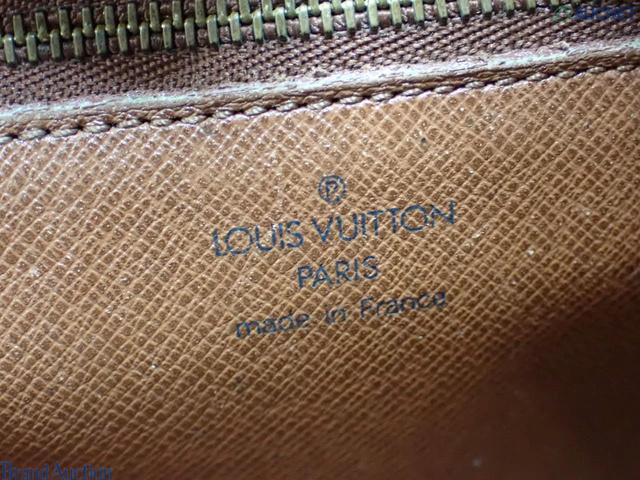 Ⓟ
LOUIS VUITTON
PARIS
made in France
Brand Auction